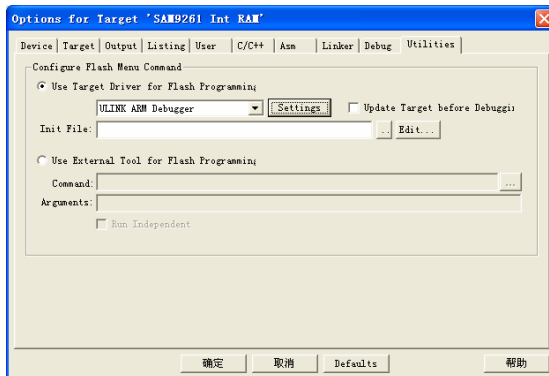 Options for Target 'SAM9261 Int RAM'
Device Target Output Listing User C/C++ Asm Linker Debug Utilities
Configure Flash Menu Command
Use Target Driver for Flash Programming
ULINK ARM Debugger Settings Update Target before Debuggin
Init File: .. Edit...
Use External Tool for Flash Programming
Command: ...
Arguments:
Run Independent
确定 取消 Defaults 帮助